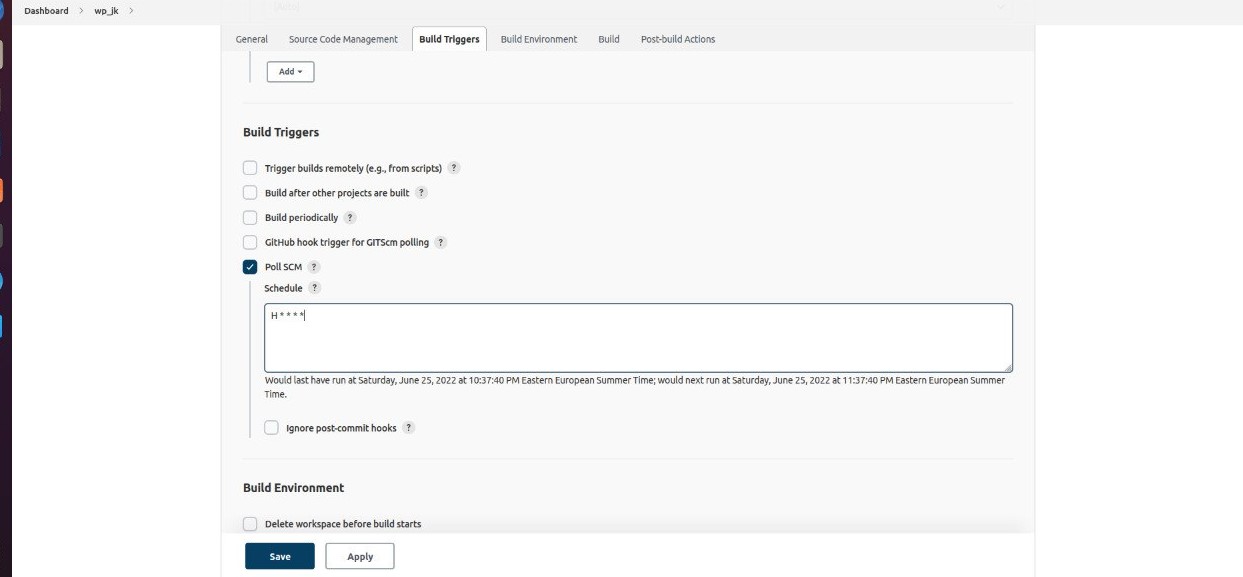 Dashboard > wp_jk >
General Source Code Management Build Triggers Build Environment Build Post-build Actions
Add
Build Triggers
Trigger builds remotely (e.g., from scripts) ?
Build after other projects are built ?
Build periodically ?
GitHub hook trigger for GITScm polling ?
Poll SCM ?
Schedule ?
H * * * *
Would last have run at Saturday, June 25, 2022 at 10:37:40 PM Eastern European Summer Time; would next run at Saturday, June 25, 2022 at 11:37:40 PM Eastern European Summer
Time.
Ignore post-commit hooks ?
Build Environment
Delete workspace before build starts
Save Apply